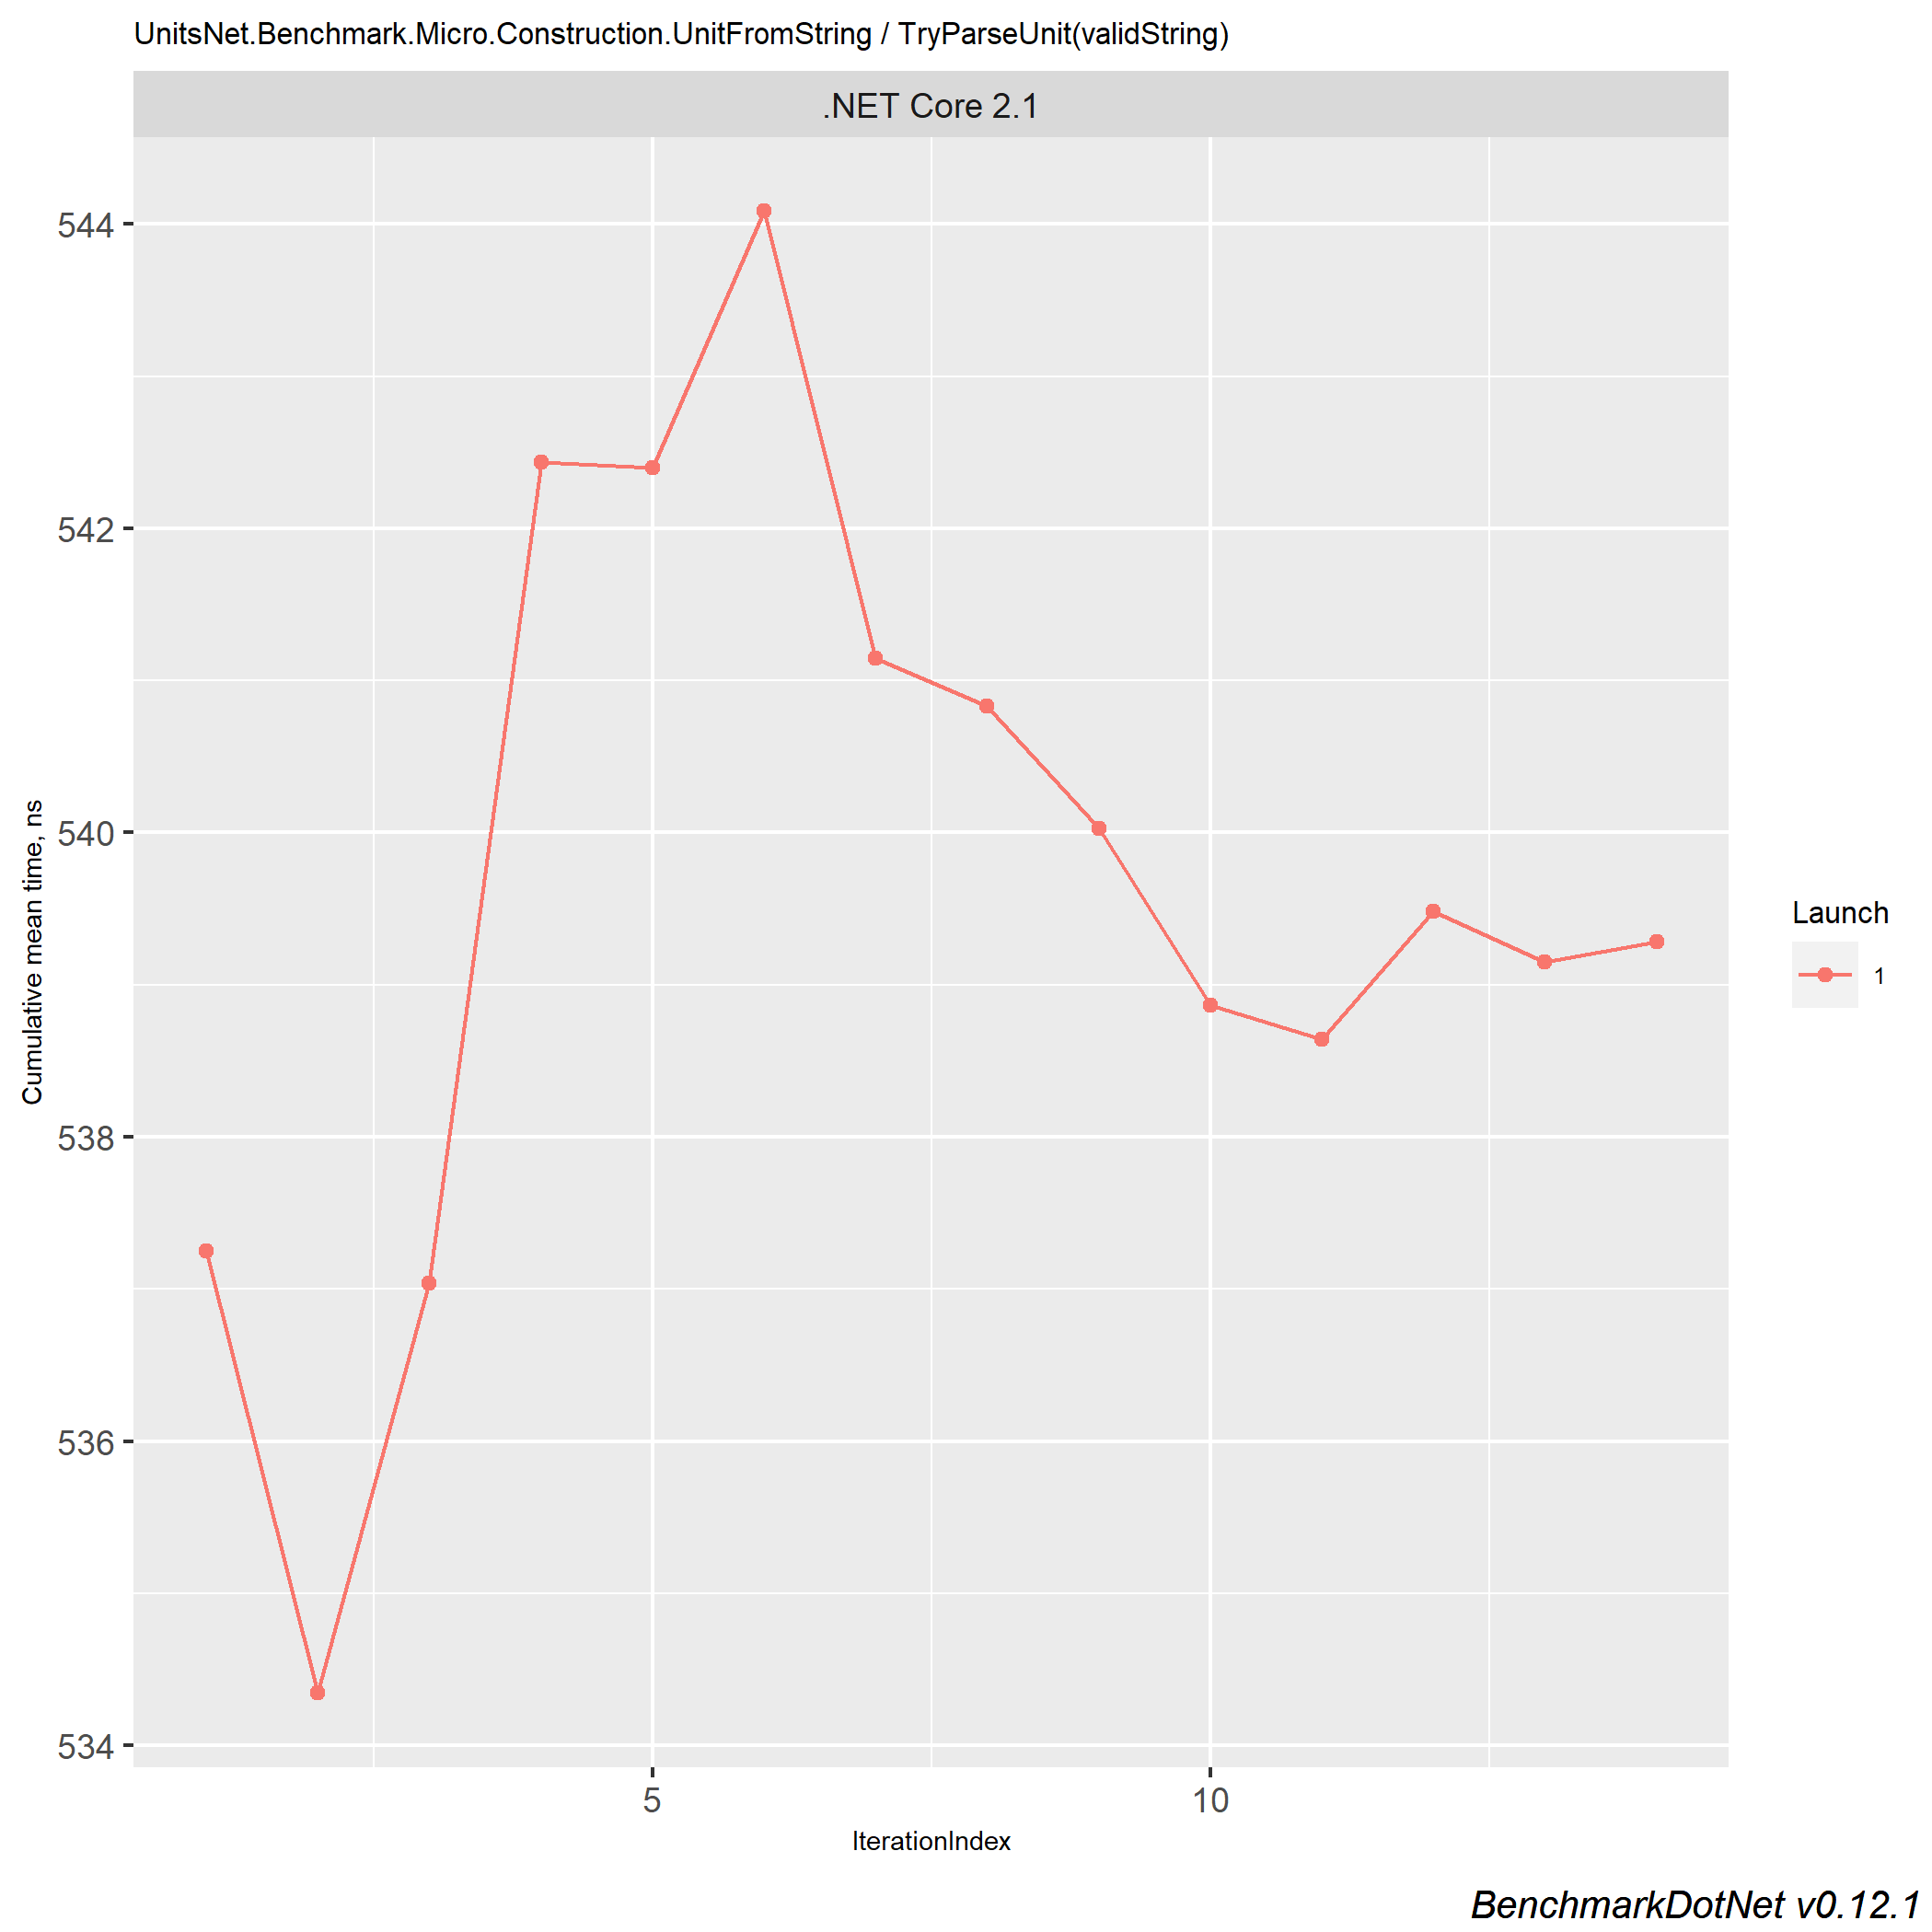 UnitsNet.Benchmark.Micro.Construction.UnitFromString / TryParseUnit(validString)
.NET Core 2.1
544
542
540
538
536
534
Cumulative mean time, ns
5
10
IterationIndex
Launch
1
BenchmarkDotNet v0.12.1